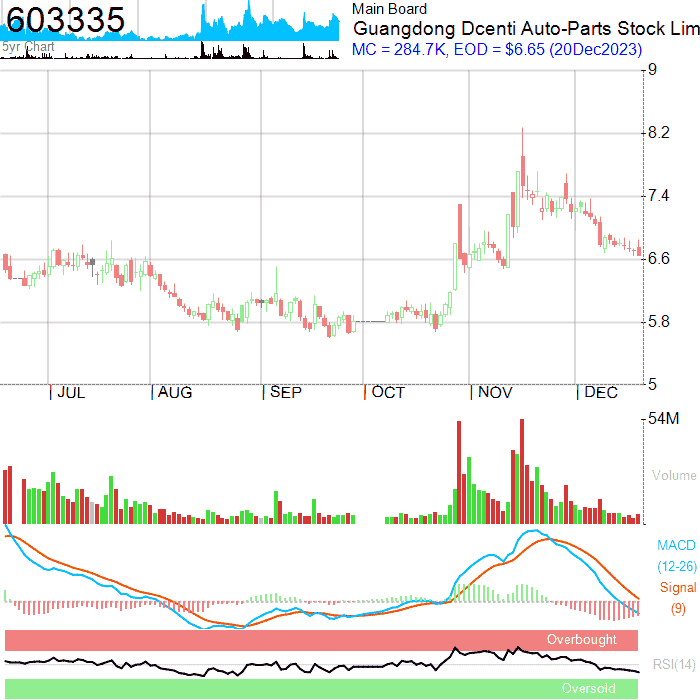 603335
5yr Chart
Main Board
Guangdong Dcenti Auto-Parts Stock Lim
MC = 284.7K, EOD = $6.65 (20Dec2023)
9
8.2
7.4
6.6
5.8
5
JUL AUG SEP OCT NOV DEC
54M
Volume
MACD
(12-26)
Signal
(9)
Overbought
RSI(14)
Oversold